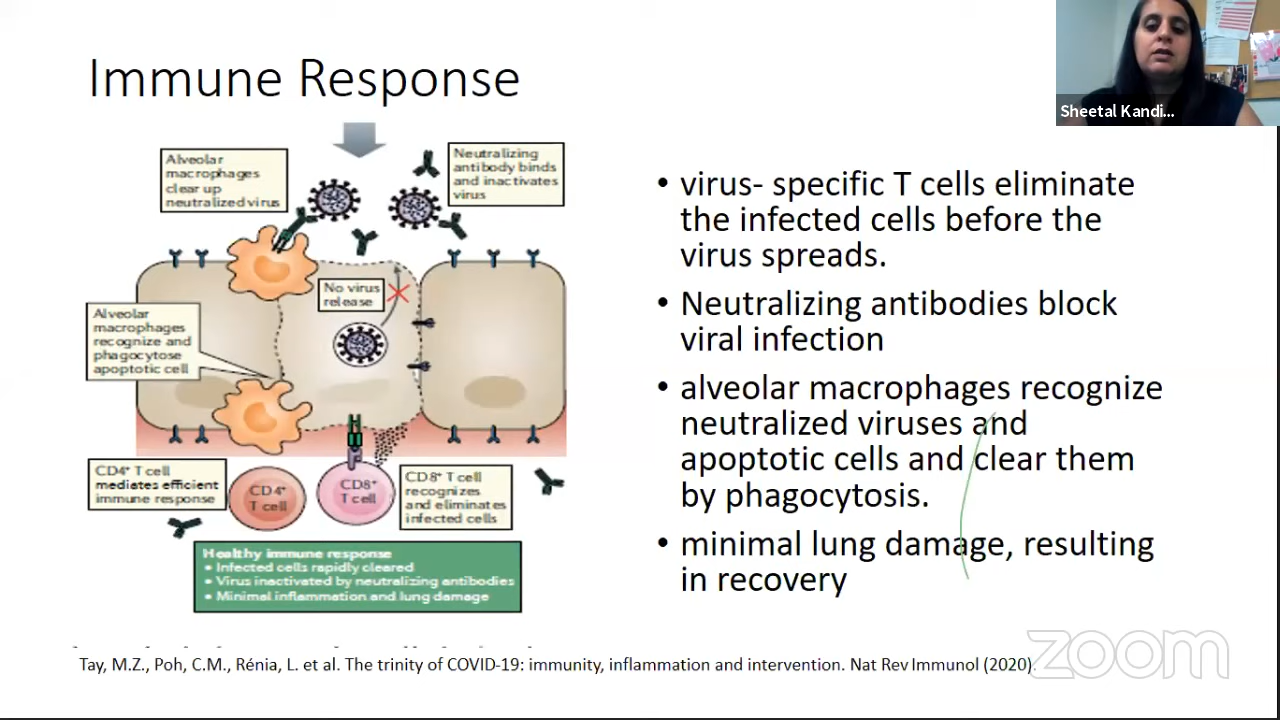 Immune Response
Sheetal Kandi...
Alveolar
macrophages
clear up
neutralized virus
Neutralizing
antibody binds
and inactivates
virus
No virus
release
Alveolar
macrophages
recognize and
phagocytose
apoptotic cell
CD4⁺ T cell
mediates efficient
immune response
CD4⁺
T cell
CD8⁺
T cell
CD8⁺ T cell
recognizes
and eliminates
infected cells
Healthy immune response
• Infected cells rapidly cleared
• Virus inactivated by neutralizing antibodies
• Minimal inflammation and lung damage
• virus- specific T cells eliminate
the infected cells before the
virus spreads.
• Neutralizing antibodies block
viral infection
• alveolar macrophages recognize
neutralized viruses and
apoptotic cells and clear them
by phagocytosis.
• minimal lung damage, resulting
in recovery
Tay, M.Z., Poh, C.M., Rénia, L. et al. The trinity of COVID-19: immunity, inflammation and intervention. Nat Rev Immunol (2020).
zoom